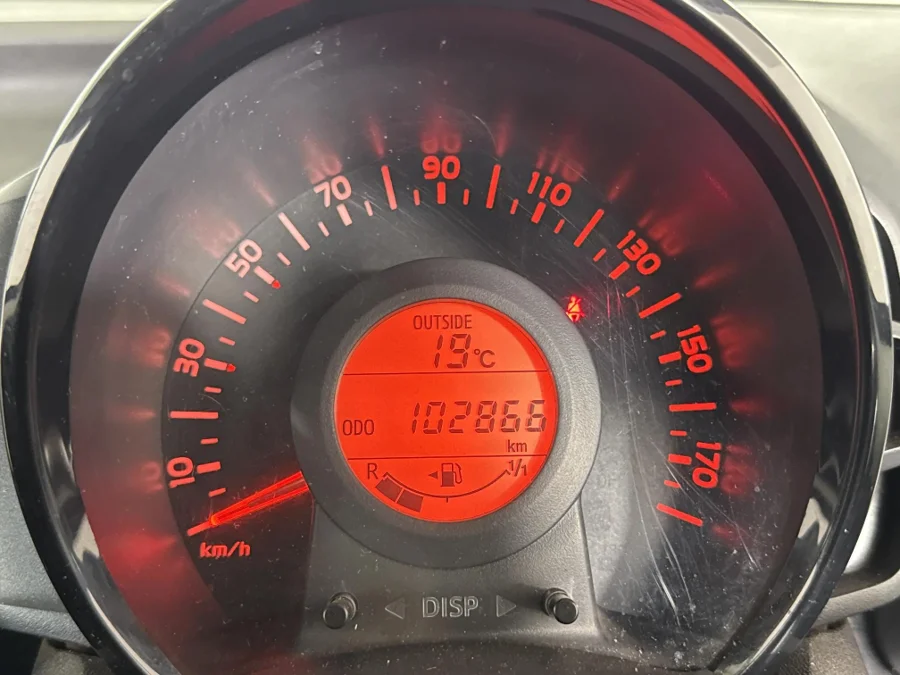 10
30
50
70
90
110
130
150
170
km/h
OUTSIDE
19°C
ODO 102866
km
R 1/1
◁ DISP ▷